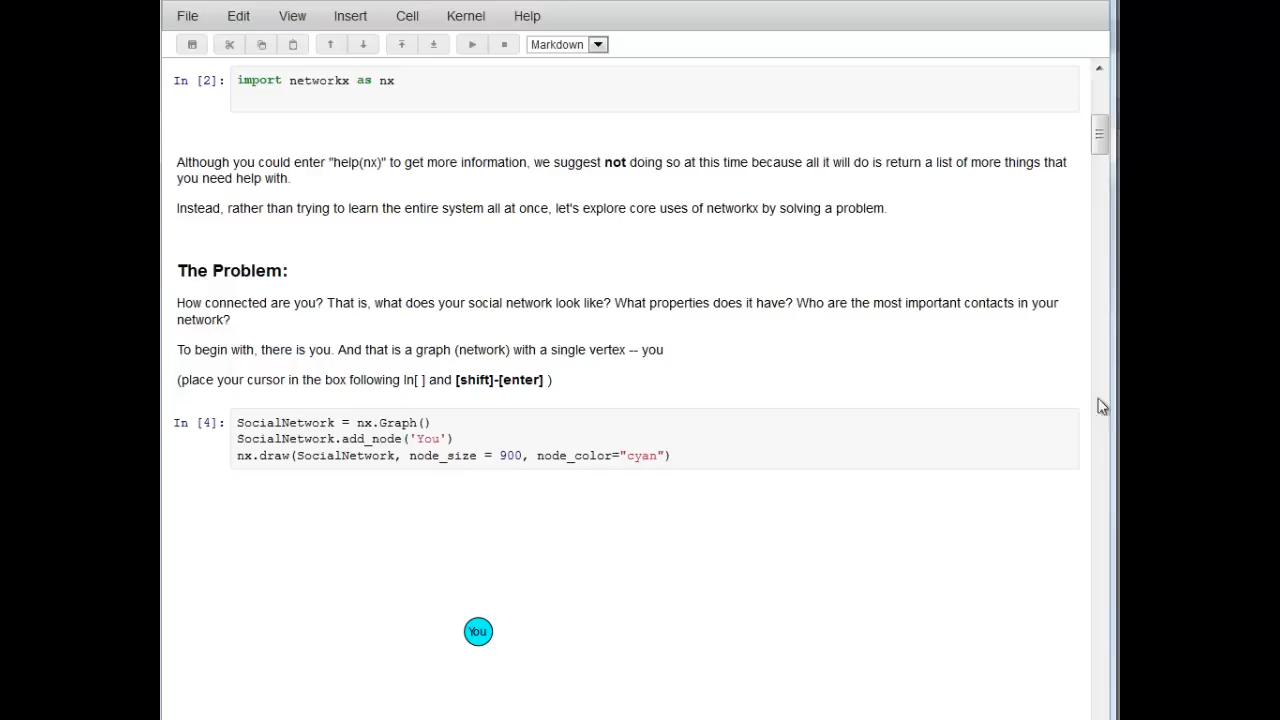 File Edit View Insert Cell Kernel Help
Markdown
In [2]: import networkx as nx
Although you could enter "help(nx)" to get more information, we suggest not doing so at this time because all it will do is return a list of more things that
you need help with.
Instead, rather than trying to learn the entire system all at once, let's explore core uses of networkx by solving a problem.
The Problem:
How connected are you? That is, what does your social network look like? What properties does it have? Who are the most important contacts in your
network?
To begin with, there is you. And that is a graph (network) with a single vertex -- you
(place your cursor in the box following In[ ] and [shift]-[enter] )
In [4]: SocialNetwork = nx.Graph()
SocialNetwork.add_node('You')
nx.draw(SocialNetwork, node_size = 900, node_color="cyan")
You